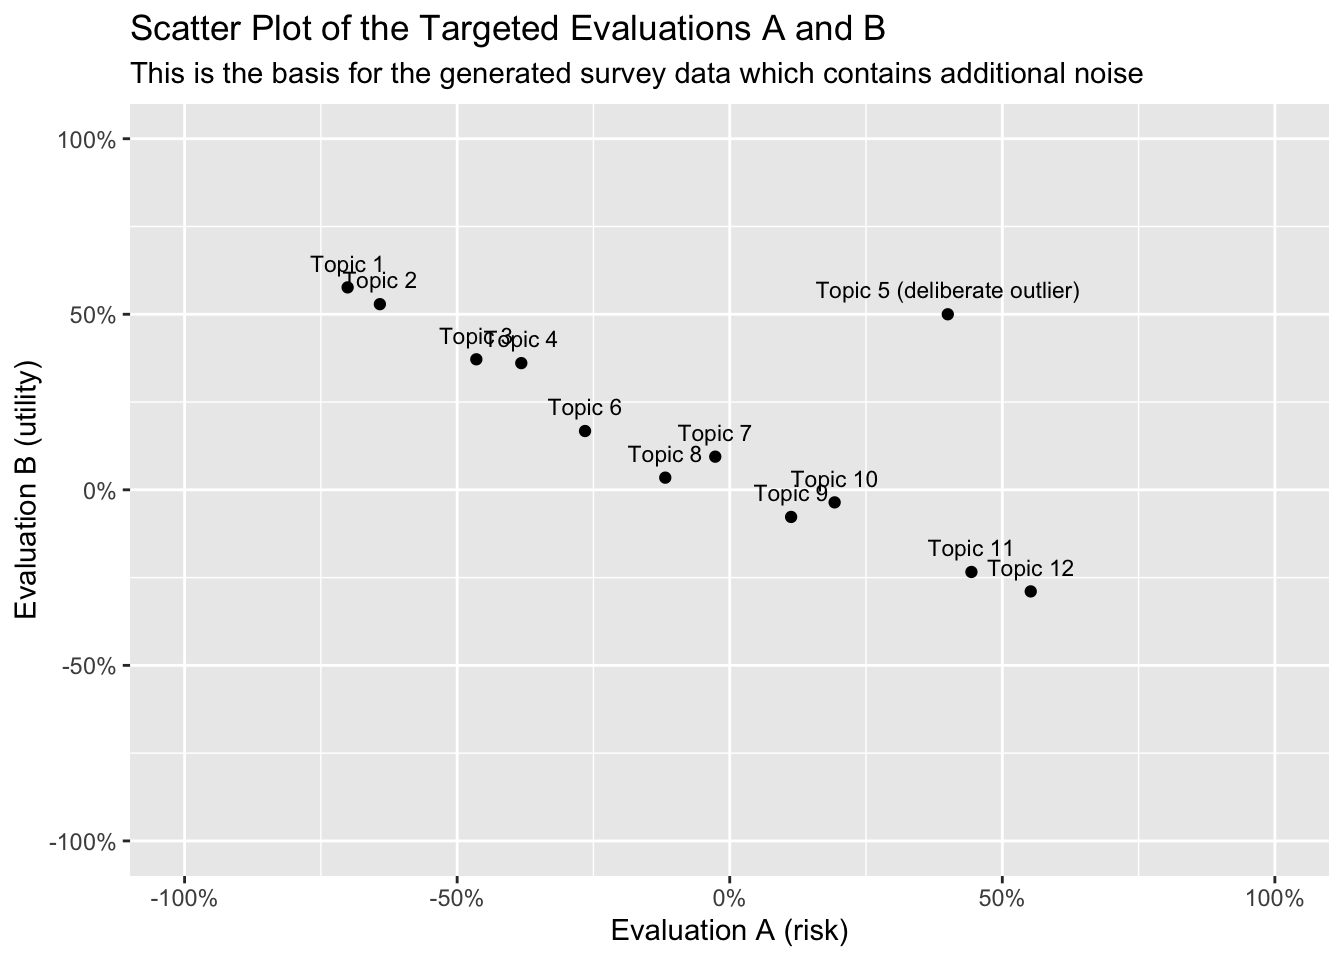 Scatter Plot of the Targeted Evaluations A and B
This is the basis for the generated survey data which contains additional noise
Evaluation B (utility)
100%
50%
0%
-50%
-100%
Topic 1
Topic 2
Topic 5 (deliberate outlier)
Topic 3
Topic 4
Topic 6
Topic 7
Topic 8
Topic 10
Topic 9
Topic 11
Topic 12
-100%
-50%
0%
50%
100%
Evaluation A (risk)